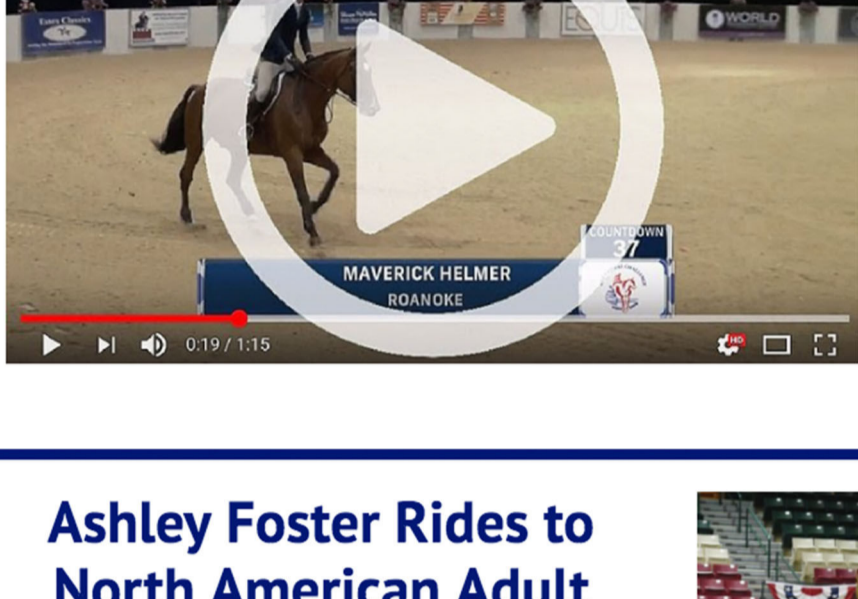 Essex Classics
EQUIS
WORLD
COUNTDOWN
37
MAVERICK HELMER
ROANOKE
0:19 / 1:15
HD
Ashley Foster Rides to
North American Adult